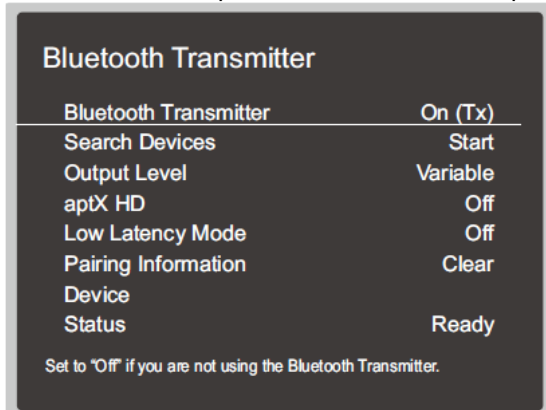 Bluetooth Transmitter
Bluetooth Transmitter On (Tx)
Search Devices Start
Output Level Variable
aptX HD Off
Low Latency Mode Off
Pairing Information Clear
Device
Status Ready
Set to “Off” if you are not using the Bluetooth Transmitter.